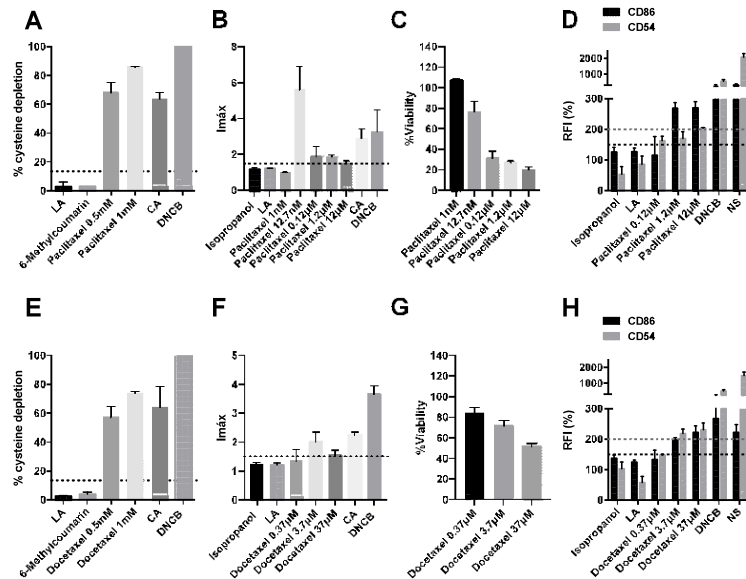 A
% cysteine depletion
100
80
60
40
20
0
LA
6-Methylcoumarin
Paclitaxel 0.5mM
Paclitaxel 1mM
CA
DNCB
B
Imáx
8
6
4
2
0
Isopropanol
LA
Paclitaxel 1nM
Paclitaxel 12.7nM
Paclitaxel 0.12µM
Paclitaxel 1.2µM
Paclitaxel 12µM
CA
DNCB
C
%Viability
140
120
100
80
60
40
20
0
Paclitaxel 1nM
Paclitaxel 12.7nM
Paclitaxel 0.12µM
Paclitaxel 1.2µM
Paclitaxel 12µM
D
CD86
CD54
RFI (%)
2000
1000
300
200
100
0
Isopropanol
LA
Paclitaxel 0.12µM
Paclitaxel 1.2µM
Paclitaxel 12µM
DNCB
NS
E
% cysteine depletion
100
80
60
40
20
0
LA
6-Methylcoumarin
Docetaxel 0.5mM
Docetaxel 1mM
CA
DNCB
F
Imáx
5
4
3
2
1
0
Isopropanol
LA
Docetaxel 0.37µM
Docetaxel 3.7µM
Docetaxel 37µM
CA
DNCB
G
%Viability
140
120
100
80
60
40
20
0
Docetaxel 0.37µM
Docetaxel 3.7µM
Docetaxel 37µM
H
CD86
CD54
RFI (%)
2000
1000
300
200
100
0
Isopropanol
LA
Docetaxel 0.37µM
Docetaxel 3.7µM
Docetaxel 37µM
DNCB
NS